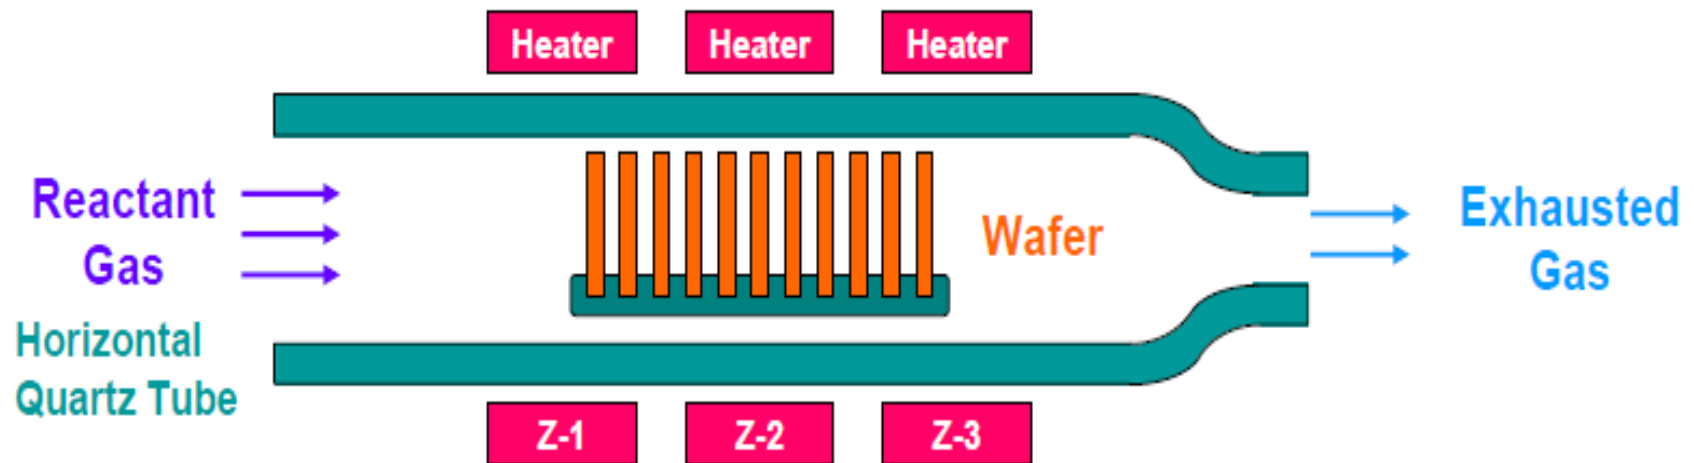 Heater
Heater
Heater
Reactant
Gas
Wafer
Exhausted
Gas
Horizontal
Quartz Tube
Z-1
Z-2
Z-3